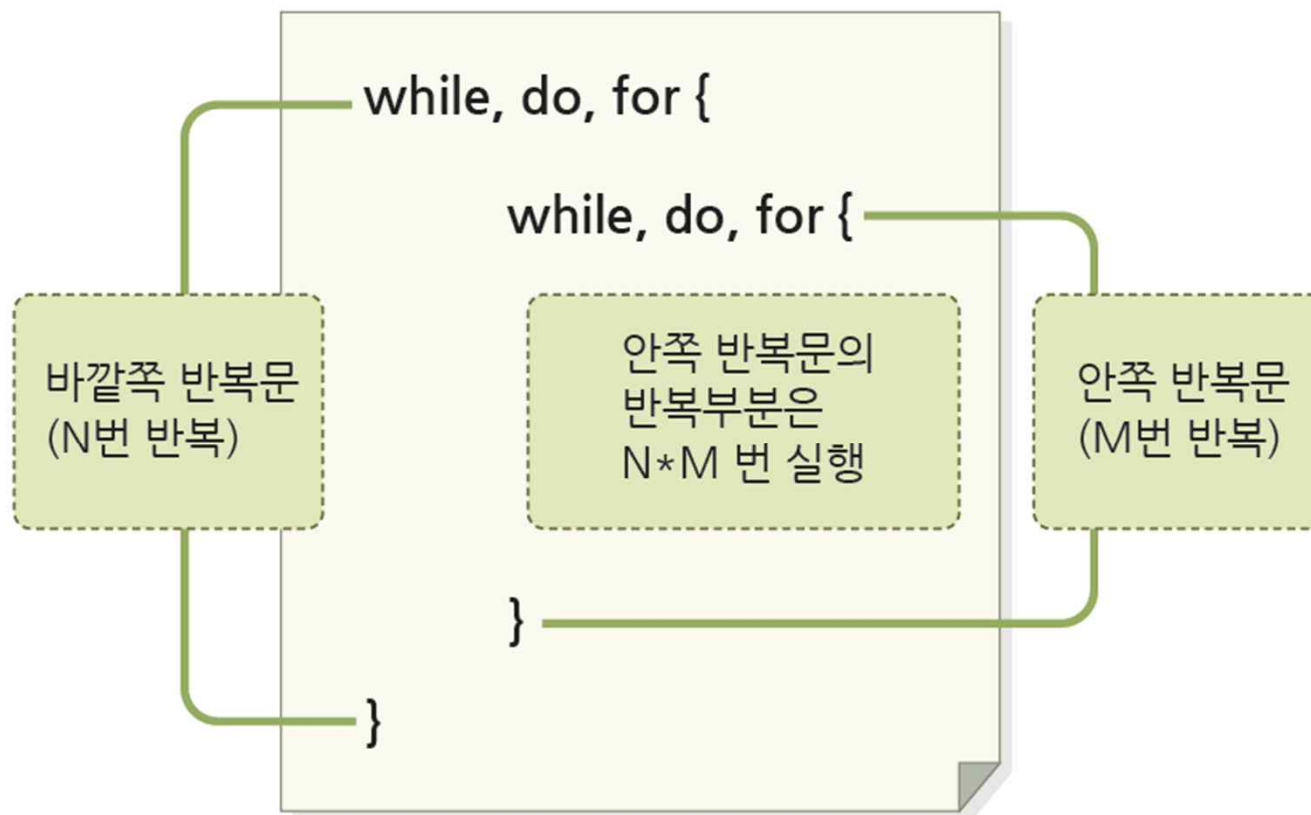 while, do, for {
while, do, for {
바깥쪽 반복문
(N번 반복)
안쪽 반복문의
반복부분은
N*M 번 실행
안쪽 반복문
(M번 반복)
}
}